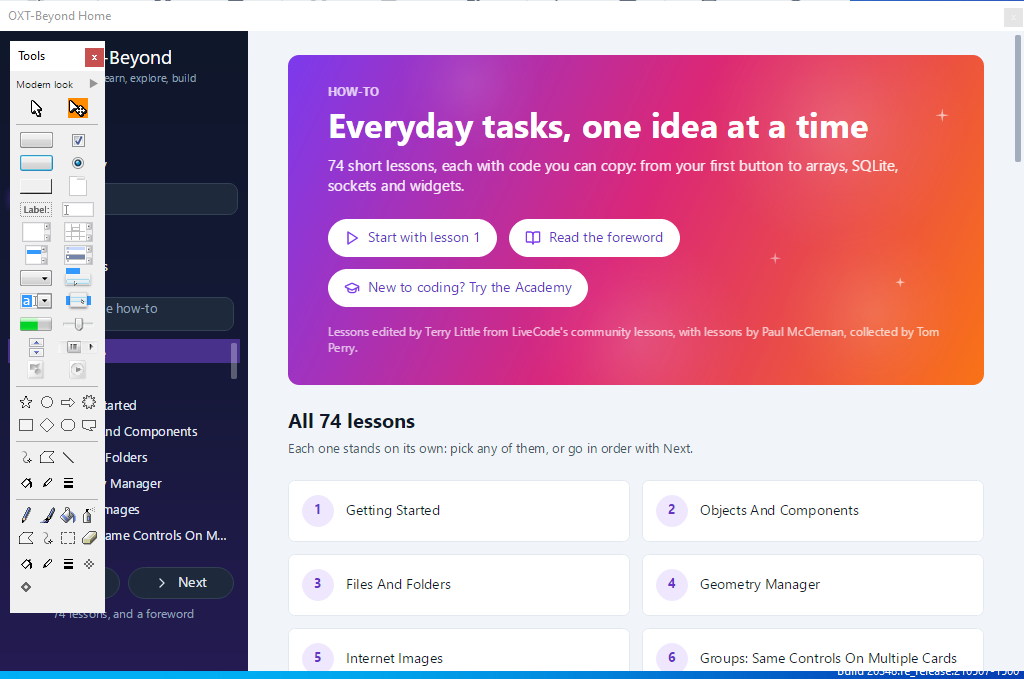 OXT-Beyond Home
Tools
Modern look
Label:
-Beyond
earn, explore, build
e how-to
tarted
nd Components
Folders
y Manager
mages
ame Controls On M...
Next
74 lessons, and a foreword
HOW-TO
Everyday tasks, one idea at a time
74 short lessons, each with code you can copy: from your first button to arrays, SQLite,
sockets and widgets.
Start with lesson 1
Read the foreword
New to coding? Try the Academy
Lessons edited by Terry Little from LiveCode's community lessons, with lessons by Paul McClernan, collected by Tom
Perry.
All 74 lessons
Each one stands on its own: pick any of them, or go in order with Next.
1 Getting Started
2 Objects And Components
3 Files And Folders
4 Geometry Manager
5 Internet Images
6 Groups: Same Controls On Multiple Cards